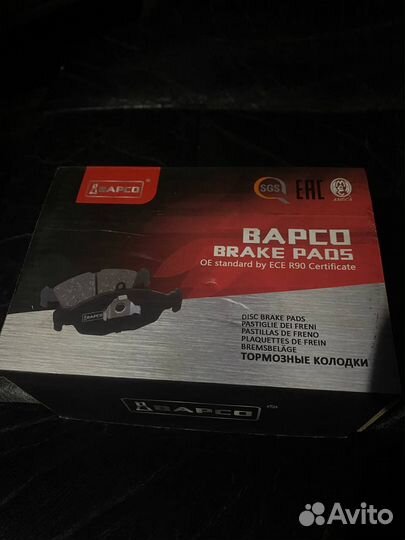 BAPCO
SGS
EAC
BAPCO
BRAKE PADS
OE standard by ECE R90 Certificate
DISC BRAKE PADS
PASTIGLIE DEI FRENI
PASTILLAS DE FRENO
PLAQUETTES DE FREIN
BREMSBELÄGE
ТОРМОЗНЫЕ КОЛОДКИ
BAPCO
BAPCO
Avito